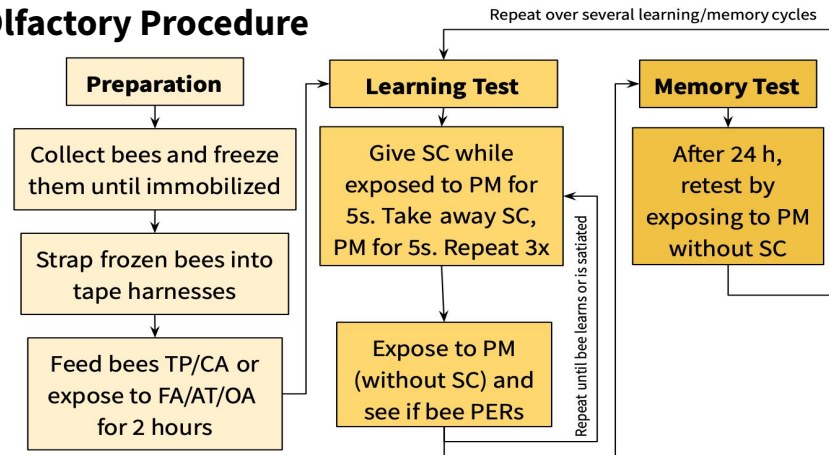 lfactory Procedure
Repeat over several learning/memory cycles
Preparation
Collect bees and freeze
them until immobilized
Strap frozen bees into
tape harnesses
Feed bees TP/CA or
expose to FA/AT/OA
for 2 hours
Learning Test
Give SC while
exposed to PM for
5s. Take away SC,
PM for 5s. Repeat 3x
Expose to PM
(without SC) and
see if bee PERs
Repeat until bee learns or is satiated
Memory Test
After 24 h,
retest by
exposing to PM
without SC